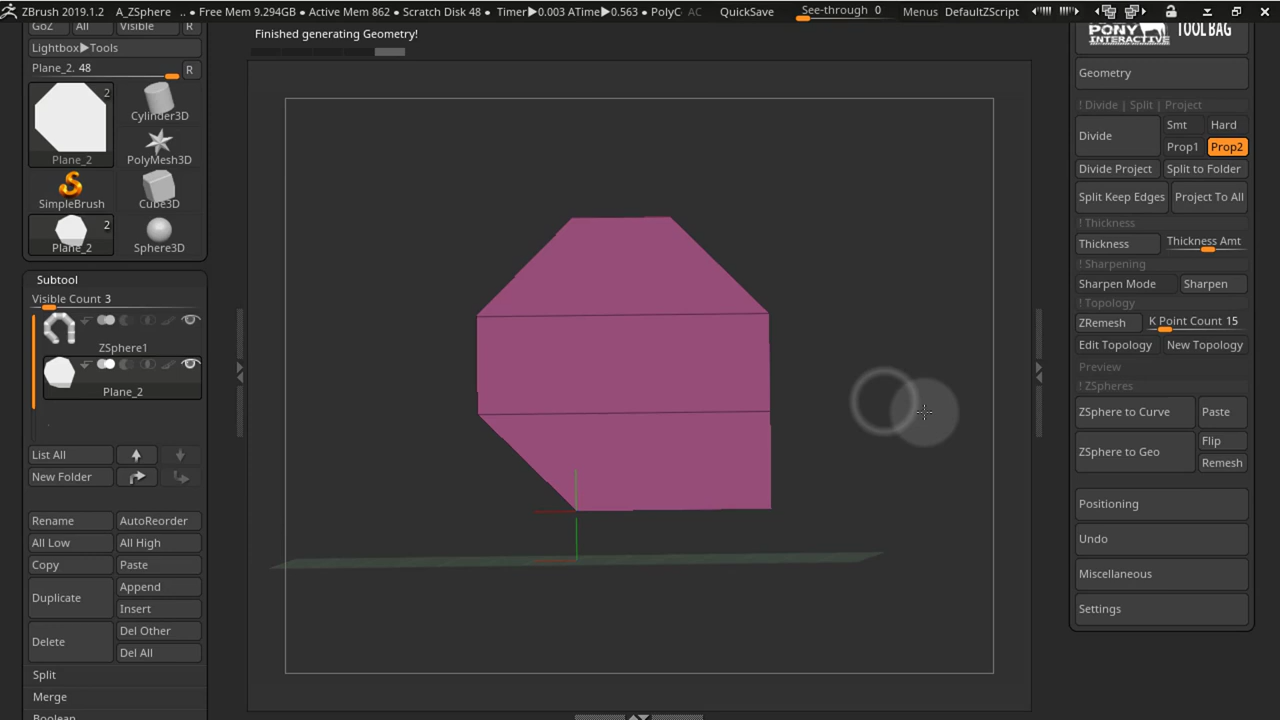 ZBrush 2019.1.2 A_ZSphere .. • Free Mem 9.294GB • Active Mem 862 • Scratch Disk 48 • Timer▶0.003 ATime▶0.563 • PolyC AC QuickSave See-through 0 Menus DefaultZScript
GoZ All Visible R
Lightbox▶Tools
Plane_2. 48 R
2
Plane_2
Cylinder3D
PolyMesh3D
SimpleBrush
Cube3D
2
Plane_2
Sphere3D
Subtool
Visible Count 3
ZSphere1
Plane_2
List All
New Folder
Rename AutoReorder
All Low All High
Copy Paste
Duplicate
Append
Insert
Delete
Del Other
Del All
Split
Merge
Boolean
Finished generating Geometry!
PONY
INTERACTIVE
TOOL BAG
Geometry
! Divide | Split | Project
Divide
Smt Hard
Prop1 Prop2
Divide Project Split to Folder
Split Keep Edges Project To All
! Thickness
Thickness Thickness Amt
! Sharpening
Sharpen Mode Sharpen
! Topology
ZRemesh K Point Count 15
Edit Topology New Topology
Preview
! ZSpheres
ZSphere to Curve Paste
ZSphere to Geo
Flip
Remesh
Positioning
Undo
Miscellaneous
Settings